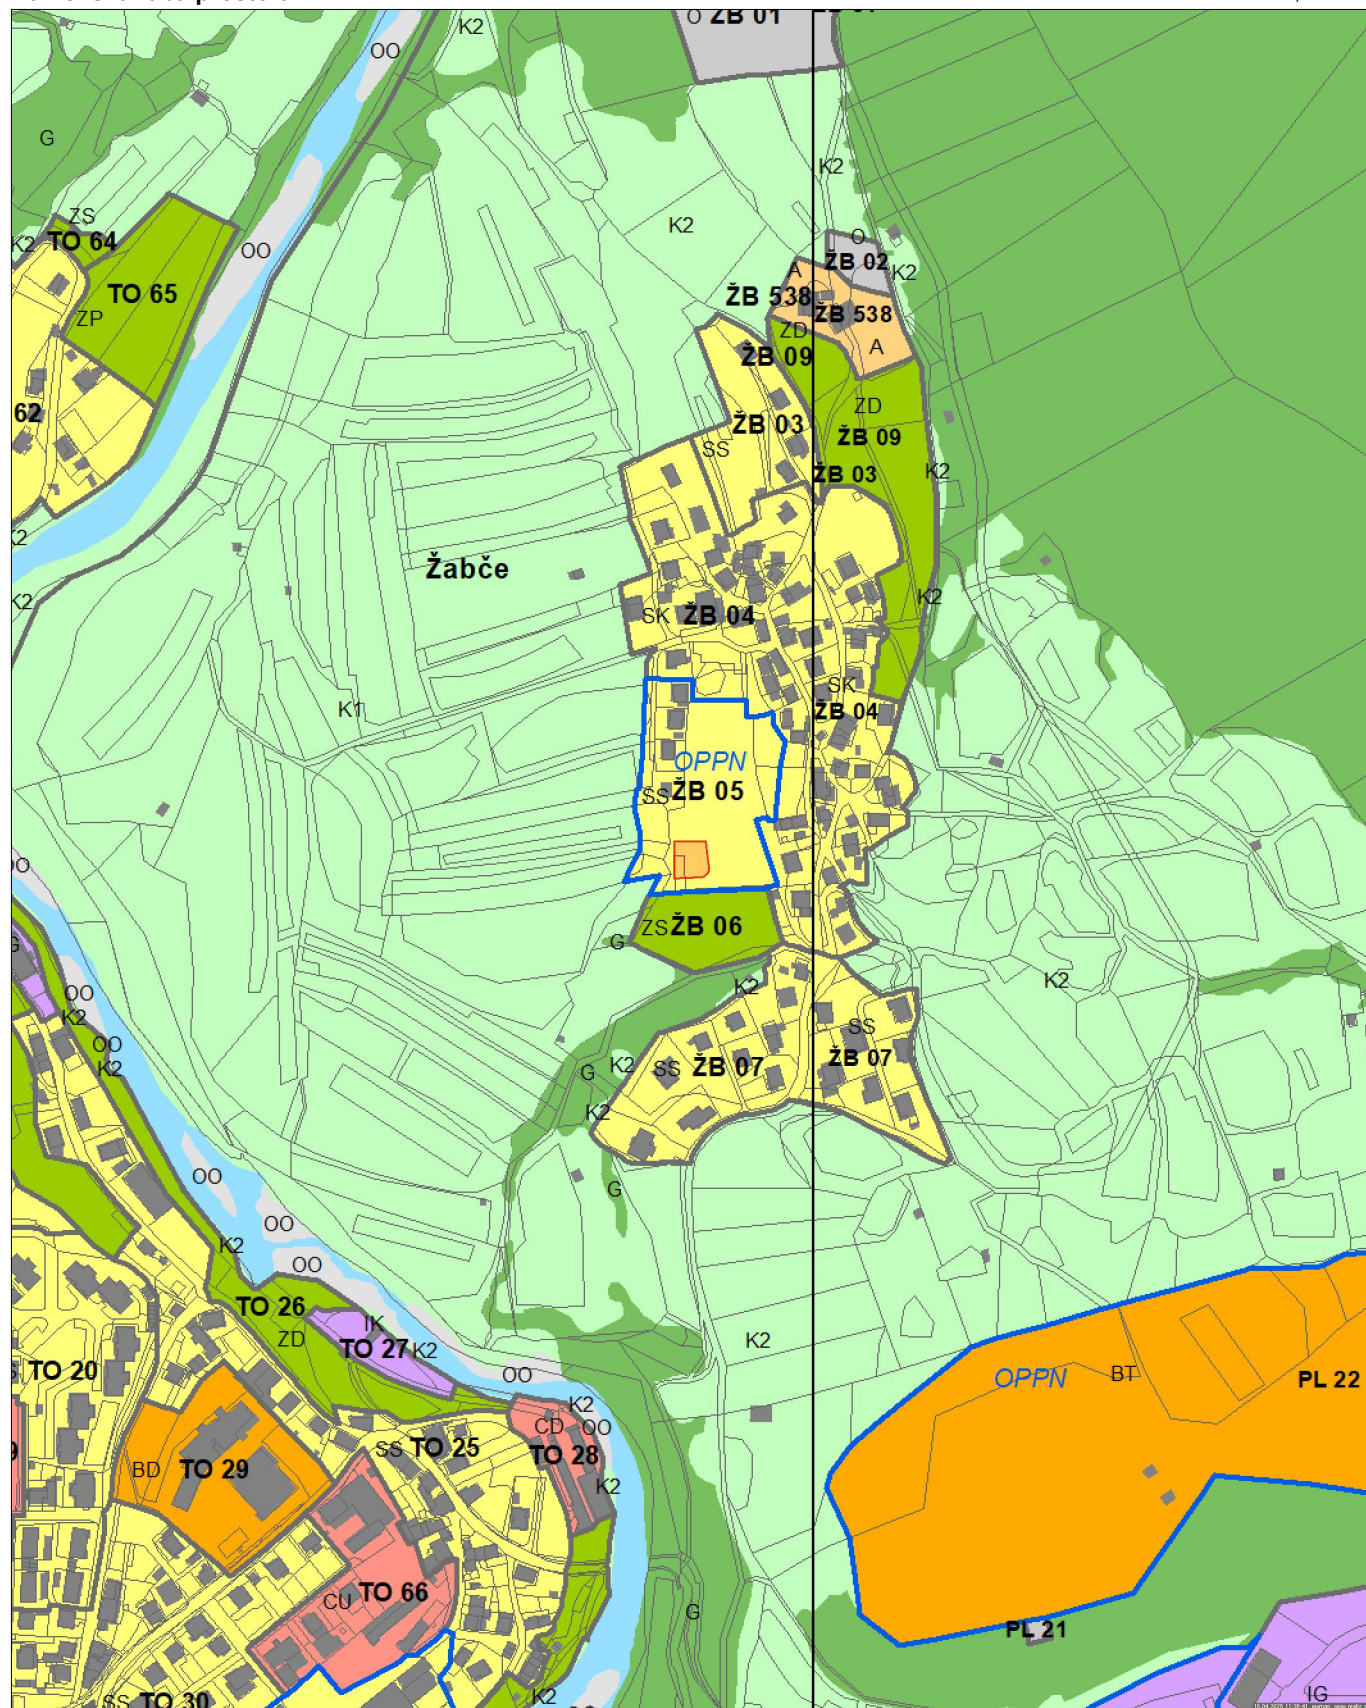 O ŽB 01
K2
OO
G
K2
K2
ZS
K2
TO 64
OO
TO 65
ZP
O
A
ŽB 02
K2
ŽB 538
ŽB 538
ZD
A
ŽB 09
ZD
62
ŽB 03
ŽB 09
SS
ŽB 03
K2
K2
Žabče
K2
K2
SK
ŽB 04
SK
K1
ŽB 04
OPPN
ŽB 05
SS
OO
ZS
ŽB 06
G
G
K2
K2
OO
K2
SS
OO
ŽB 07
K2
K2
SS
ŽB 07
G
K2
OO
G
OO
K2
OO
TO 26
IK
ZD
TO 27
K2
K2
OO
TO 20
OPPN
BT
PL 22
K2
CD
OO
SS
TO 25
TO 28
BD
TO 29
K2
CU
TO 66
G
PL 21
K2
IG
SS
TO 30